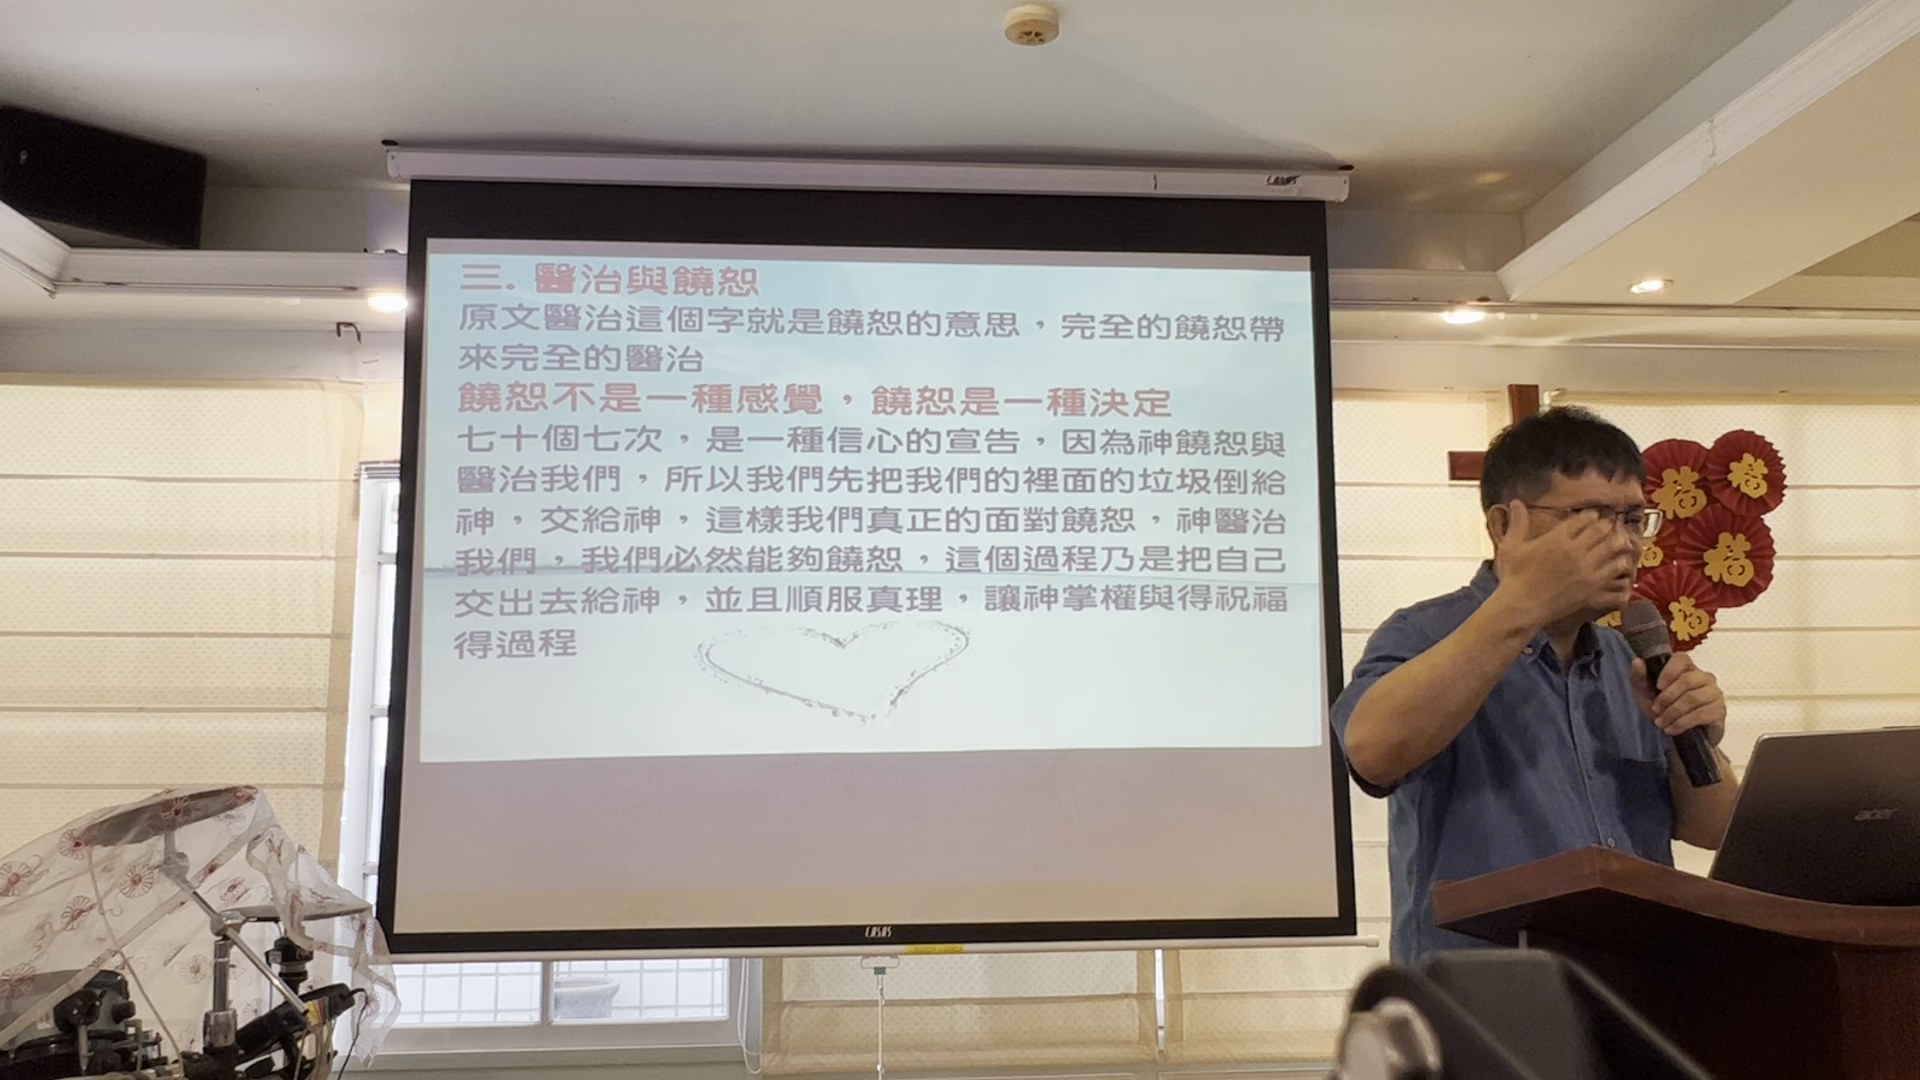 CASOS
三. 醫治與饒恕
原文醫治這個字就是饒恕的意思，完全的饒恕帶
來完全的醫治
饒恕不是一種感覺，饒恕是一種決定
七十個七次，是一種信心的宣告，因為神饒恕與
醫治我們，所以我們先把我們的裡面的垃圾倒給
神，交給神，這樣我們真正的面對饒恕，神醫治
我們，我們必然能夠饒恕，這個過程乃是把自己
交出去給神，並且順服真理，讓神掌權與得祝福
得過程
CASOS
福
福
福
福
acer